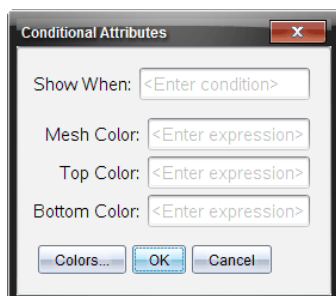 Conditional Attributes
Show When: <Enter condition>
Mesh Color: <Enter expression>
Top Color: <Enter expression>
Bottom Color: <Enter expression>
Colors... OK Cancel